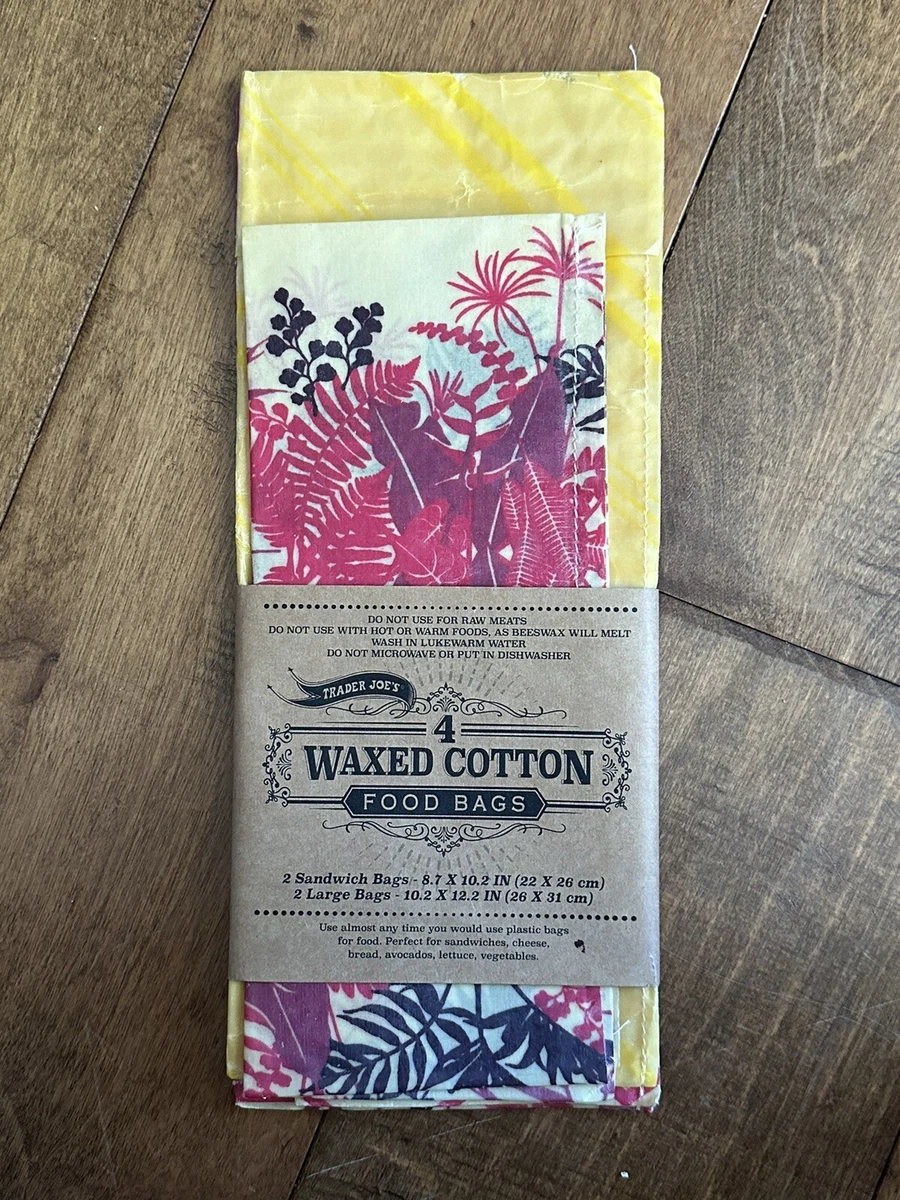 DO NOT USE FOR RAW MEATS
DO NOT USE WITH HOT OR WARM FOODS, AS BEESWAX WILL MELT
WASH IN LUKEWARM WATER
DO NOT MICROWAVE OR PUT IN DISHWASHER
TRADER JOE'S
4
WAXED COTTON
FOOD BAGS
2 Sandwich Bags - 8.7 X 10.2 IN (22 X 26 cm)
2 Large Bags - 10.2 X 12.2 IN (26 X 31 cm)
Use almost any time you would use plastic bags
for food. Perfect for sandwiches, cheese,
bread, avocados, lettuce, vegetables.